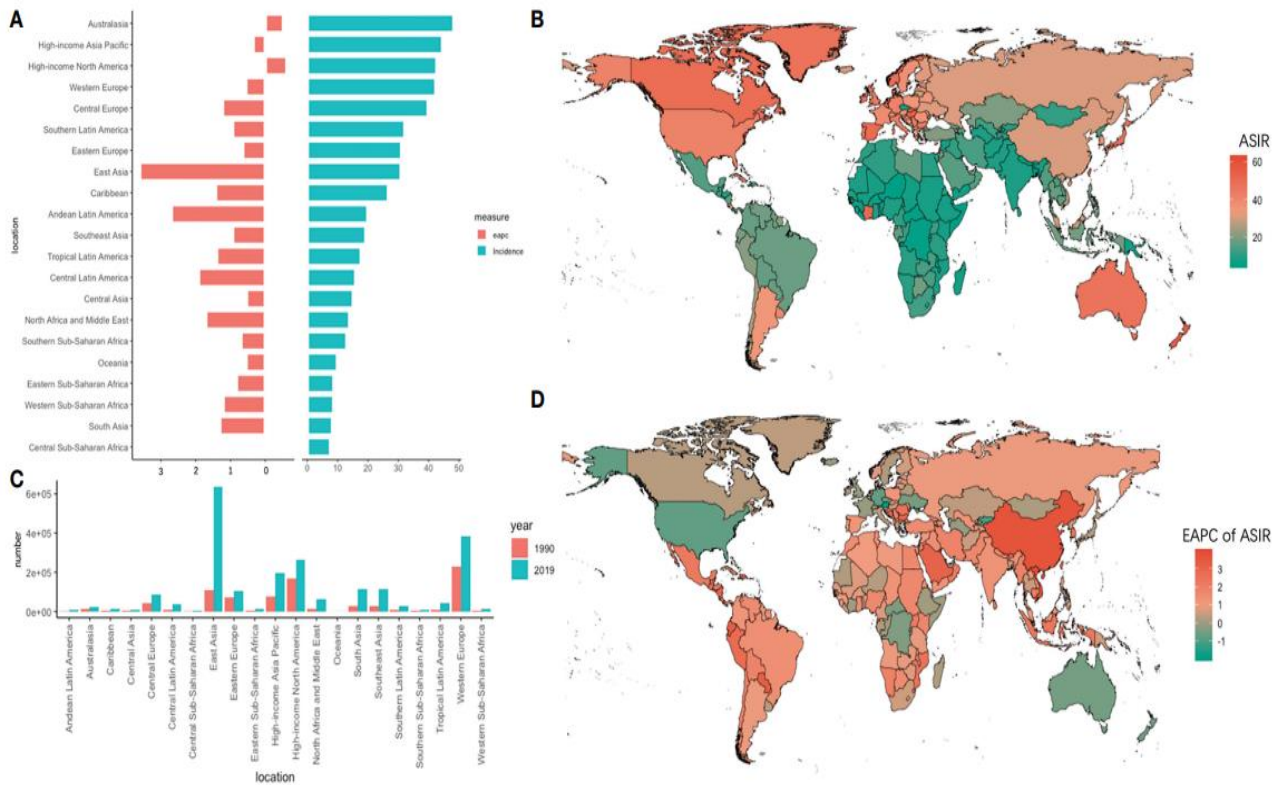 A
location
Australasia
High-income Asia Pacific
High-income North America
Western Europe
Central Europe
Southern Latin America
Eastern Europe
East Asia
Caribbean
Andean Latin America
Southeast Asia
Tropical Latin America
Central Latin America
Central Asia
North Africa and Middle East
Southern Sub-Saharan Africa
Oceania
Eastern Sub-Saharan Africa
Western Sub-Saharan Africa
South Asia
Central Sub-Saharan Africa
3 2 1 0
0 10 20 30 40 50
measure
eapc
Incidence
B
ASIR
60
40
20
C
number
6e+05
4e+05
2e+05
0e+00
Andean Latin America
Australasia
Caribbean
Central Asia
Central Europe
Central Latin America
Central Sub-Saharan Africa
East Asia
Eastern Europe
Eastern Sub-Saharan Africa
High-income Asia Pacific
High-income North America
North Africa and Middle East
Oceania
South Asia
Southeast Asia
Southern Latin America
Southern Sub-Saharan Africa
Tropical Latin America
Western Europe
Western Sub-Saharan Africa
location
year
1990
2019
D
EAPC of ASIR
3
2
1
0
-1